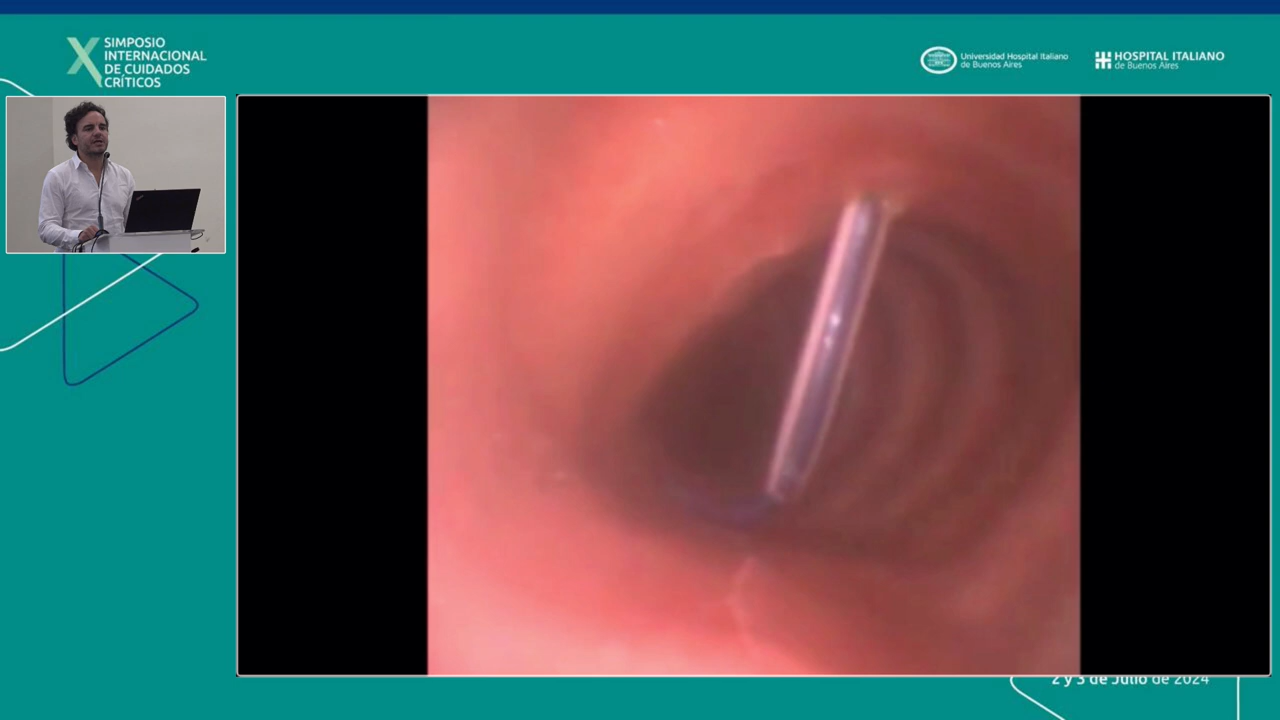 SIMPOSIO
INTERNACIONAL
DE CUIDADOS
CRÍTICOS
Universidad Hospital Italiano
de Buenos Aires
HOSPITAL ITALIANO
de Buenos Aires
2 y 3 de Julio de 2024